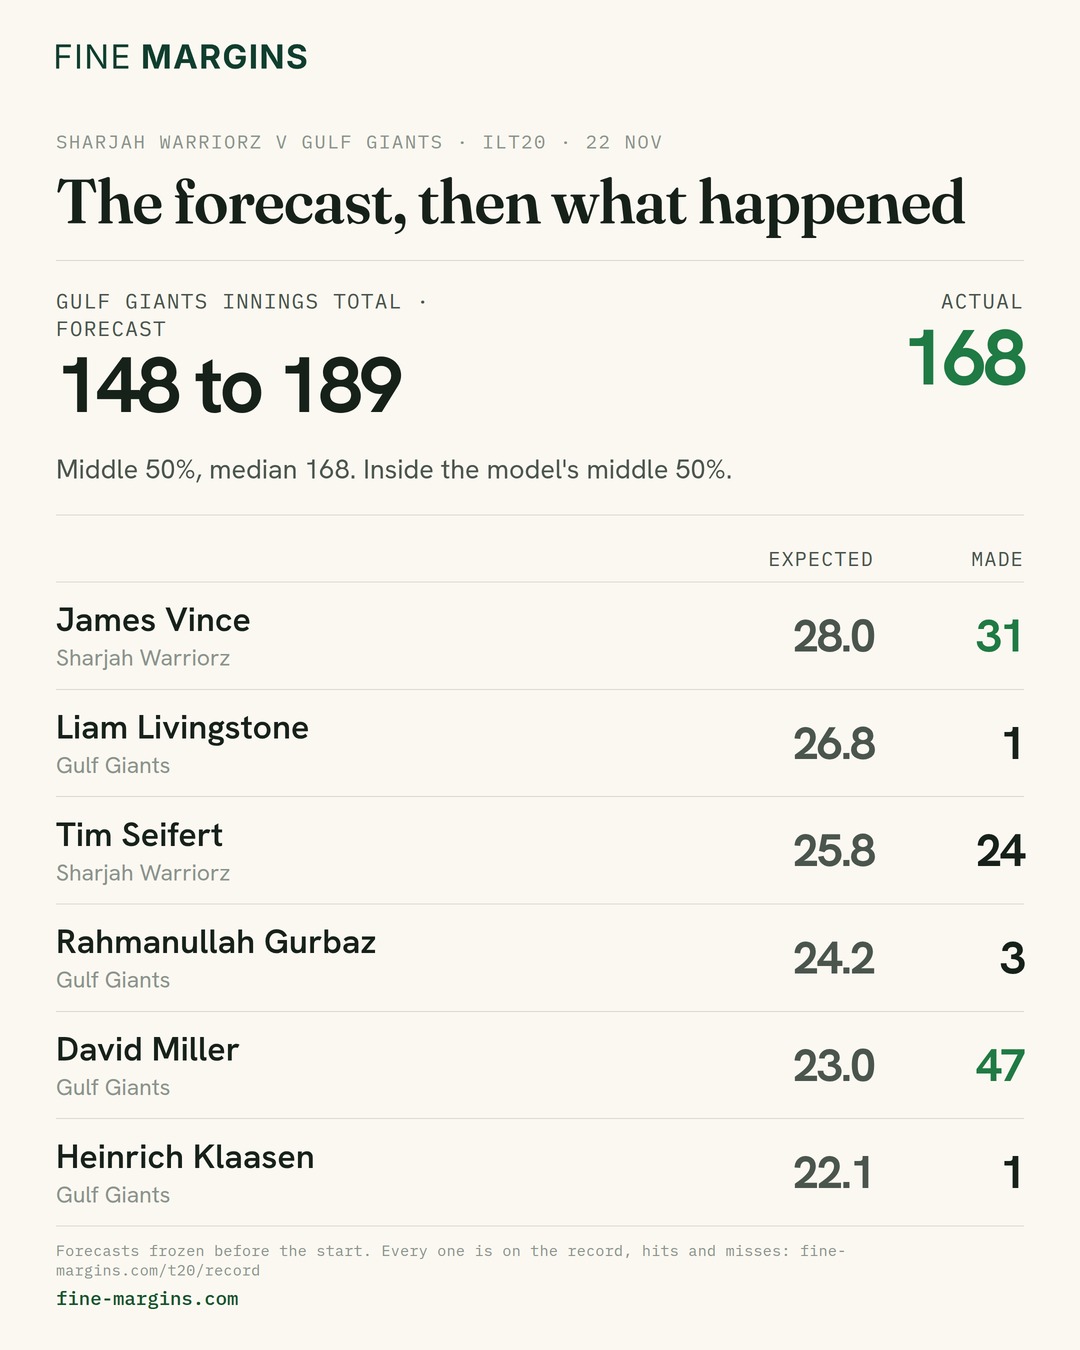 FINE MARGINS
SHARJAH WARRIORZ V GULF GIANTS · ILT20 · 22 NOV
The forecast, then what happened
GULF GIANTS INNINGS TOTAL ·
FORECAST
148 to 189
ACTUAL
168
Middle 50%, median 168. Inside the model's middle 50%.
EXPECTED MADE
James Vince
Sharjah Warriorz
28.0 31
Liam Livingstone
Gulf Giants
26.8 1
Tim Seifert
Sharjah Warriorz
25.8 24
Rahmanullah Gurbaz
Gulf Giants
24.2 3
David Miller
Gulf Giants
23.0 47
Heinrich Klaasen
Gulf Giants
22.1 1
Forecasts frozen before the start. Every one is on the record, hits and misses: fine-
margins.com/t20/record
fine-margins.com